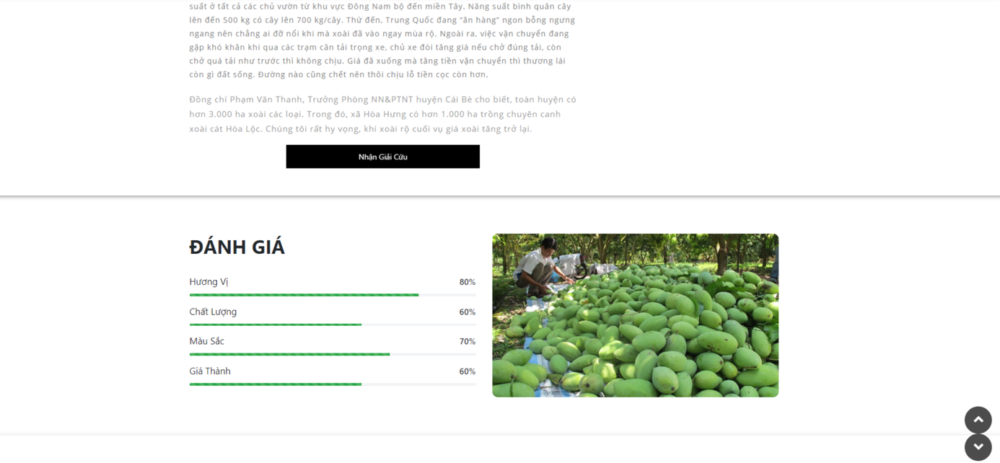 suất ở tất cả các chủ vườn từ khu vực Đông Nam bộ đến miền Tây. Năng suất bình quân cây
lên đến 500 kg có cây lên 700 kg/cây. Thứ đến, Trung Quốc đang “ăn hàng” ngon bỗng ngưng
ngang nên chẳng ai đỡ nổi khi mà xoài đã vào ngay mùa rộ. Ngoài ra, việc vận chuyển đang
gặp khó khăn khi qua các trạm cân tải trọng xe, chủ xe đòi tăng giá nếu chở đúng tải, còn
chở quá tải như trước thì không chịu. Giá đã xuống mà tăng tiền vận chuyển thì thương lái
còn gì đất sống. Đường nào cũng chết nên thôi chịu lỗ tiền cọc còn hơn.
Đồng chí Phạm Văn Thanh, Trưởng Phòng NN&PTNT huyện Cái Bè cho biết, toàn huyện có
hơn 3.000 ha xoài các loại. Trong đó, xã Hòa Hưng có hơn 1.000 ha trồng chuyên canh
xoài cát Hòa Lộc. Chúng tôi rất hy vọng, khi xoài rộ cuối vụ giá xoài tăng trở lại.
Nhận Giải Cứu
ĐÁNH GIÁ
Hương Vị 80%
Chất Lượng 60%
Màu Sắc 70%
Giá Thành 60%